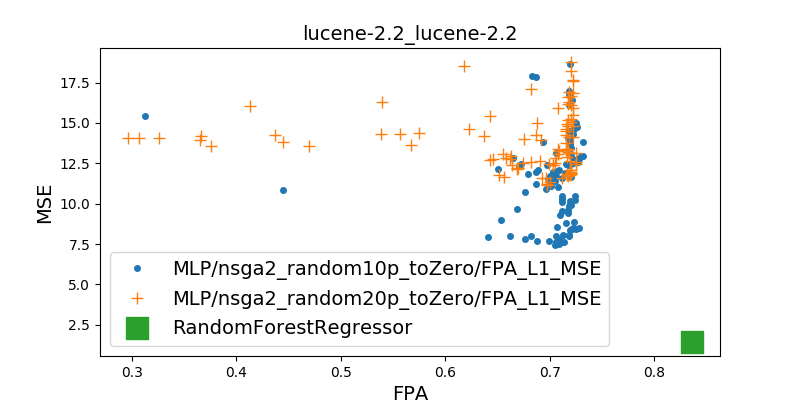 lucene-2.2_lucene-2.2
MSE
17.5
15.0
12.5
10.0
7.5
5.0
2.5
MLP/nsga2_random10p_toZero/FPA_L1_MSE
MLP/nsga2_random20p_toZero/FPA_L1_MSE
RandomForestRegressor
0.3 0.4 0.5 0.6 0.7 0.8
FPA